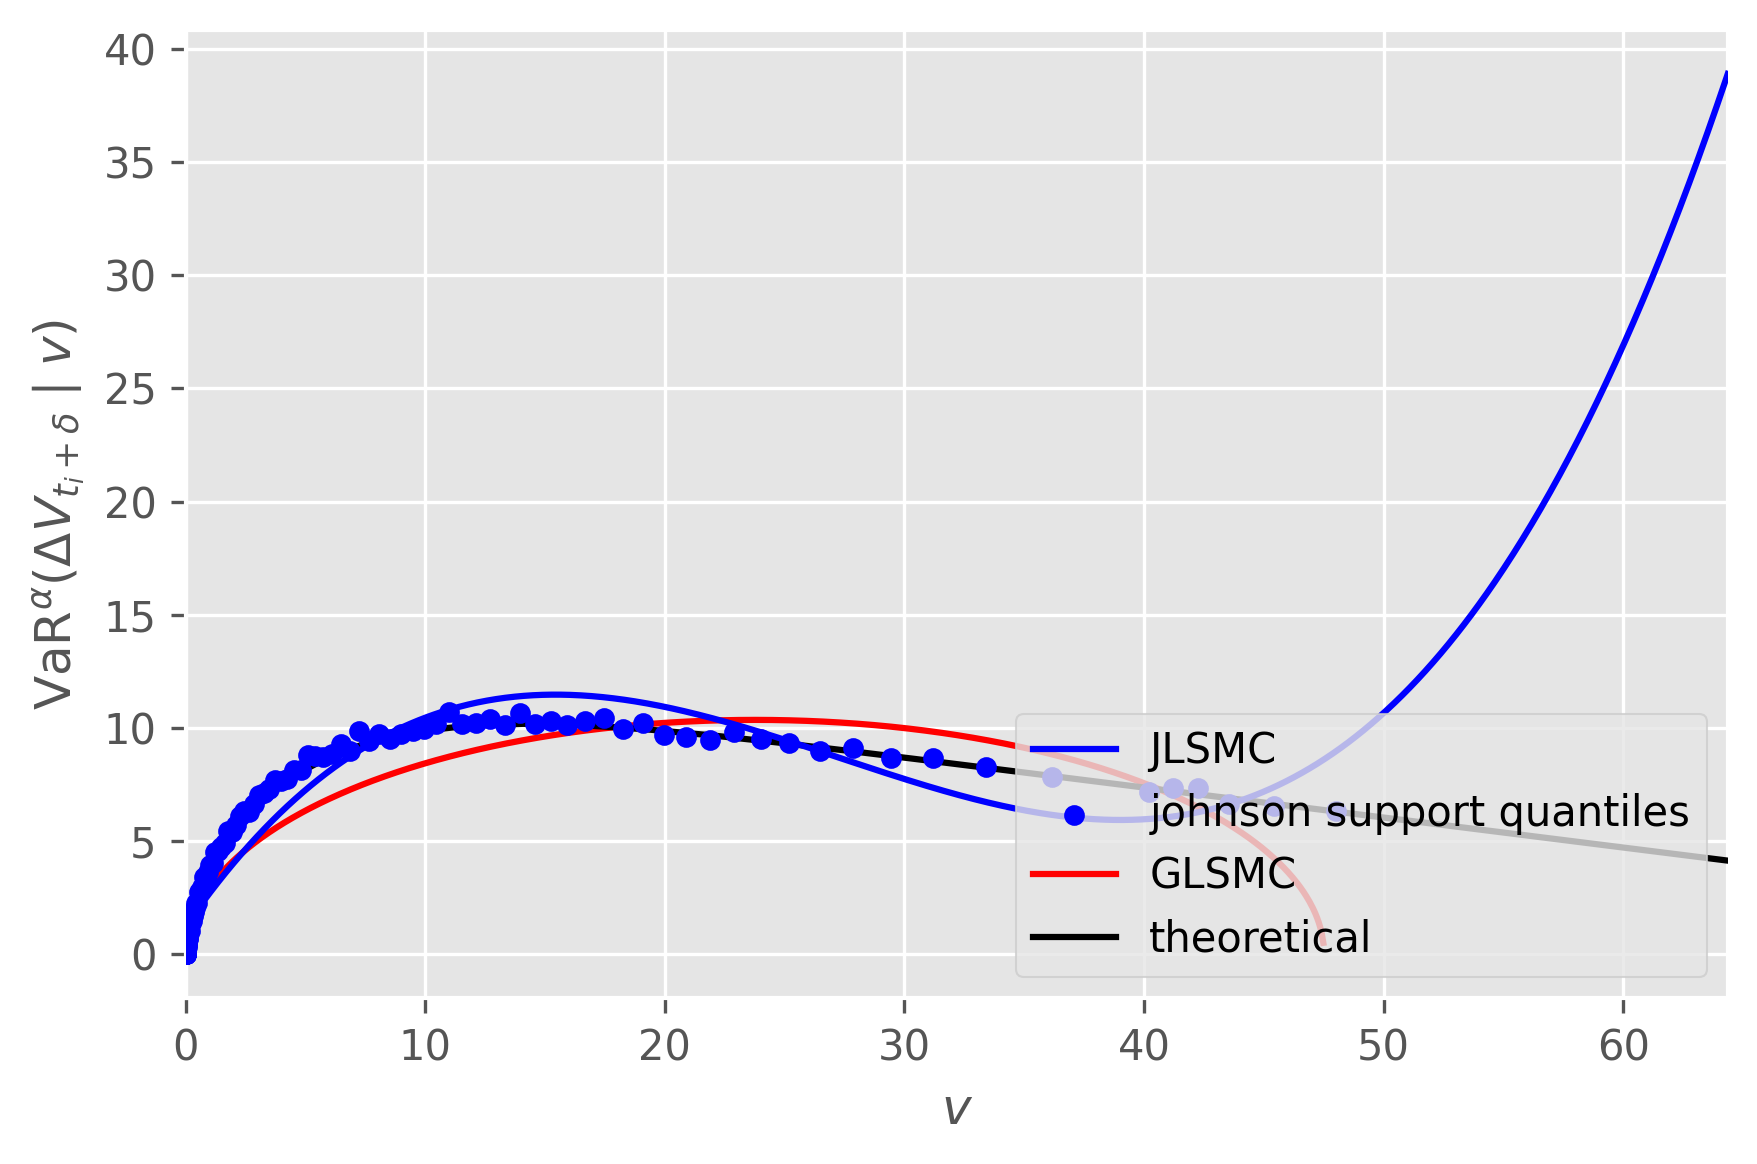 40
35
30
25
20
15
10
5
0
VaR^α(ΔV_{t_i+δ} | v)
JLSMC
johnson support quantiles
GLSMC
theoretical
0 10 20 30 40 50 60
v